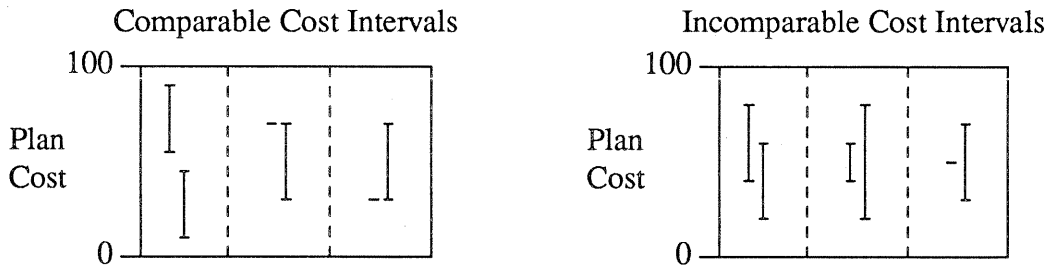 Comparable Cost Intervals
100
Plan
Cost
0
Incomparable Cost Intervals
100
Plan
Cost
0